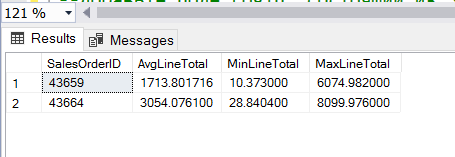 121 %
Results Messages
SalesOrderID AvgLineTotal MinLineTotal MaxLineTotal
1 43659 1713.801716 10.373000 6074.982000
2 43664 3054.076100 28.840400 8099.976000